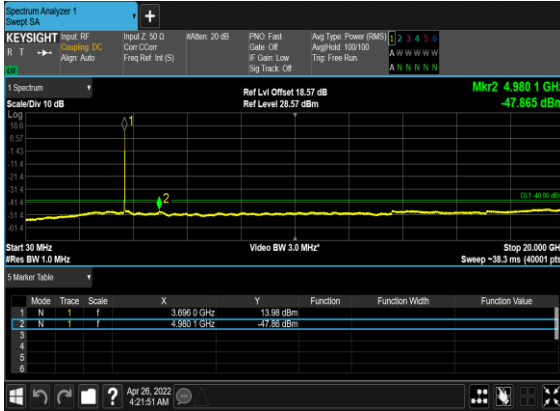 Spectrum Analyzer 1
Swept SA
+
KEYSIGHT
R T
Input: RF
Coupling: DC
Align: Auto
Input Z: 50 Ω
Corr CCorr
Freq Ref: Int (S)
#Atten: 20 dB
PNO: Fast
Gate: Off
IF Gain: Low
Sig Track: Off
Avg Type: Power (RMS)
Avg|Hold: 100/100
Trig: Free Run
1 2 3 4 5 6
A W W W W W
A N N N N N
1 Spectrum
Scale/Div 10 dB
Ref Lvl Offset 18.57 dB
Ref Level 28.57 dBm
Mkr2 4.980 1 GHz
-47.865 dBm
Log
18.6
8.57
-1.43
-11.4
-21.4
-31.4
-41.4
-51.4
-61.4
1
2
DL1 -40.00 dBm
Start 30 MHz
#Res BW 1.0 MHz
Video BW 3.0 MHz*
Stop 20.000 GH
Sweep ~38.3 ms (40001 pts
5 Marker Table
Mode Trace Scale X Y Function Function Width Function Value
1 N 1 f 3.696 0 GHz 13.98 dBm
2 N 1 f 4.980 1 GHz -47.86 dBm
3
4
5
6
?
Apr 26, 2022
4:21:51 AM